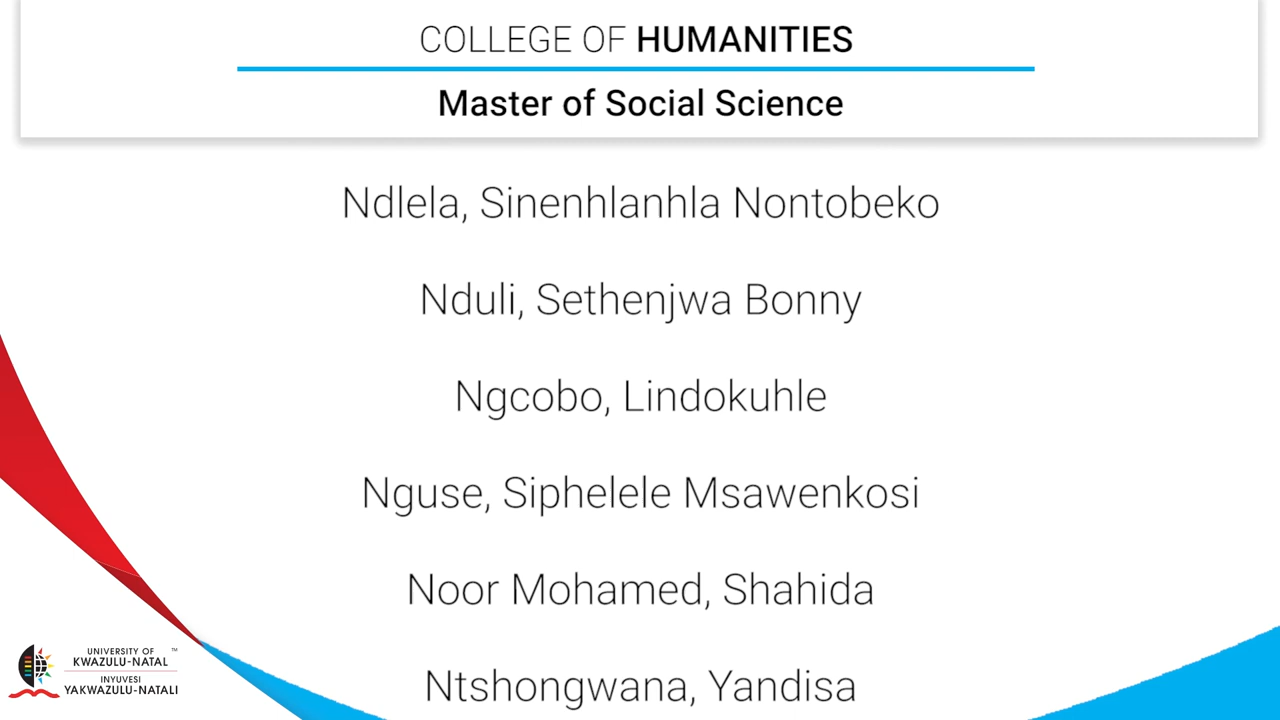 COLLEGE OF HUMANITIES
Master of Social Science
Ndlela, Sinenhlanhla Nontobeko
Nduli, Sethenjwa Bonny
Ngcobo, Lindokuhle
Nguse, Siphelele Msawenkosi
Noor Mohamed, Shahida
Ntshongwana, Yandisa
UNIVERSITY OF ™
KWAZULU-NATAL
INYUVESI
YAKWAZULU-NATALI